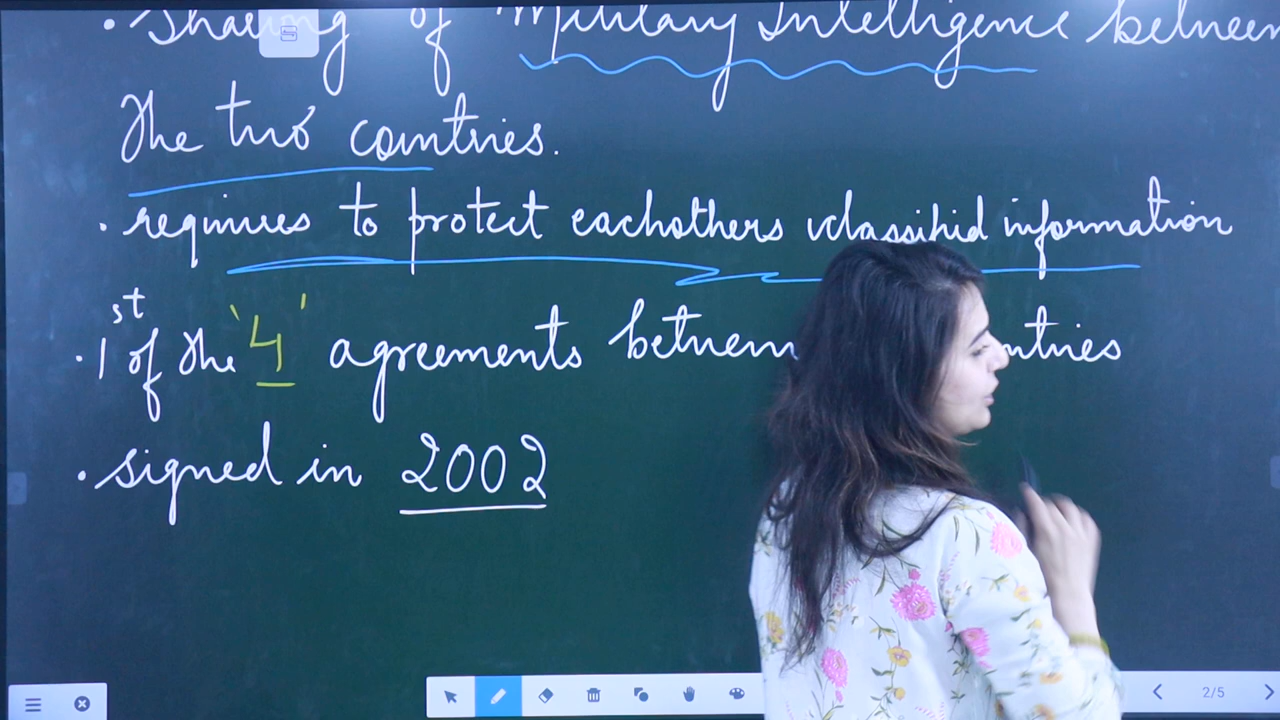 • Sharing of Military Intelligence between
the two countries.
• requires to protect eachothers classified information
• 1st of the '4' agreements between ntries
• signed in 2002
2/5